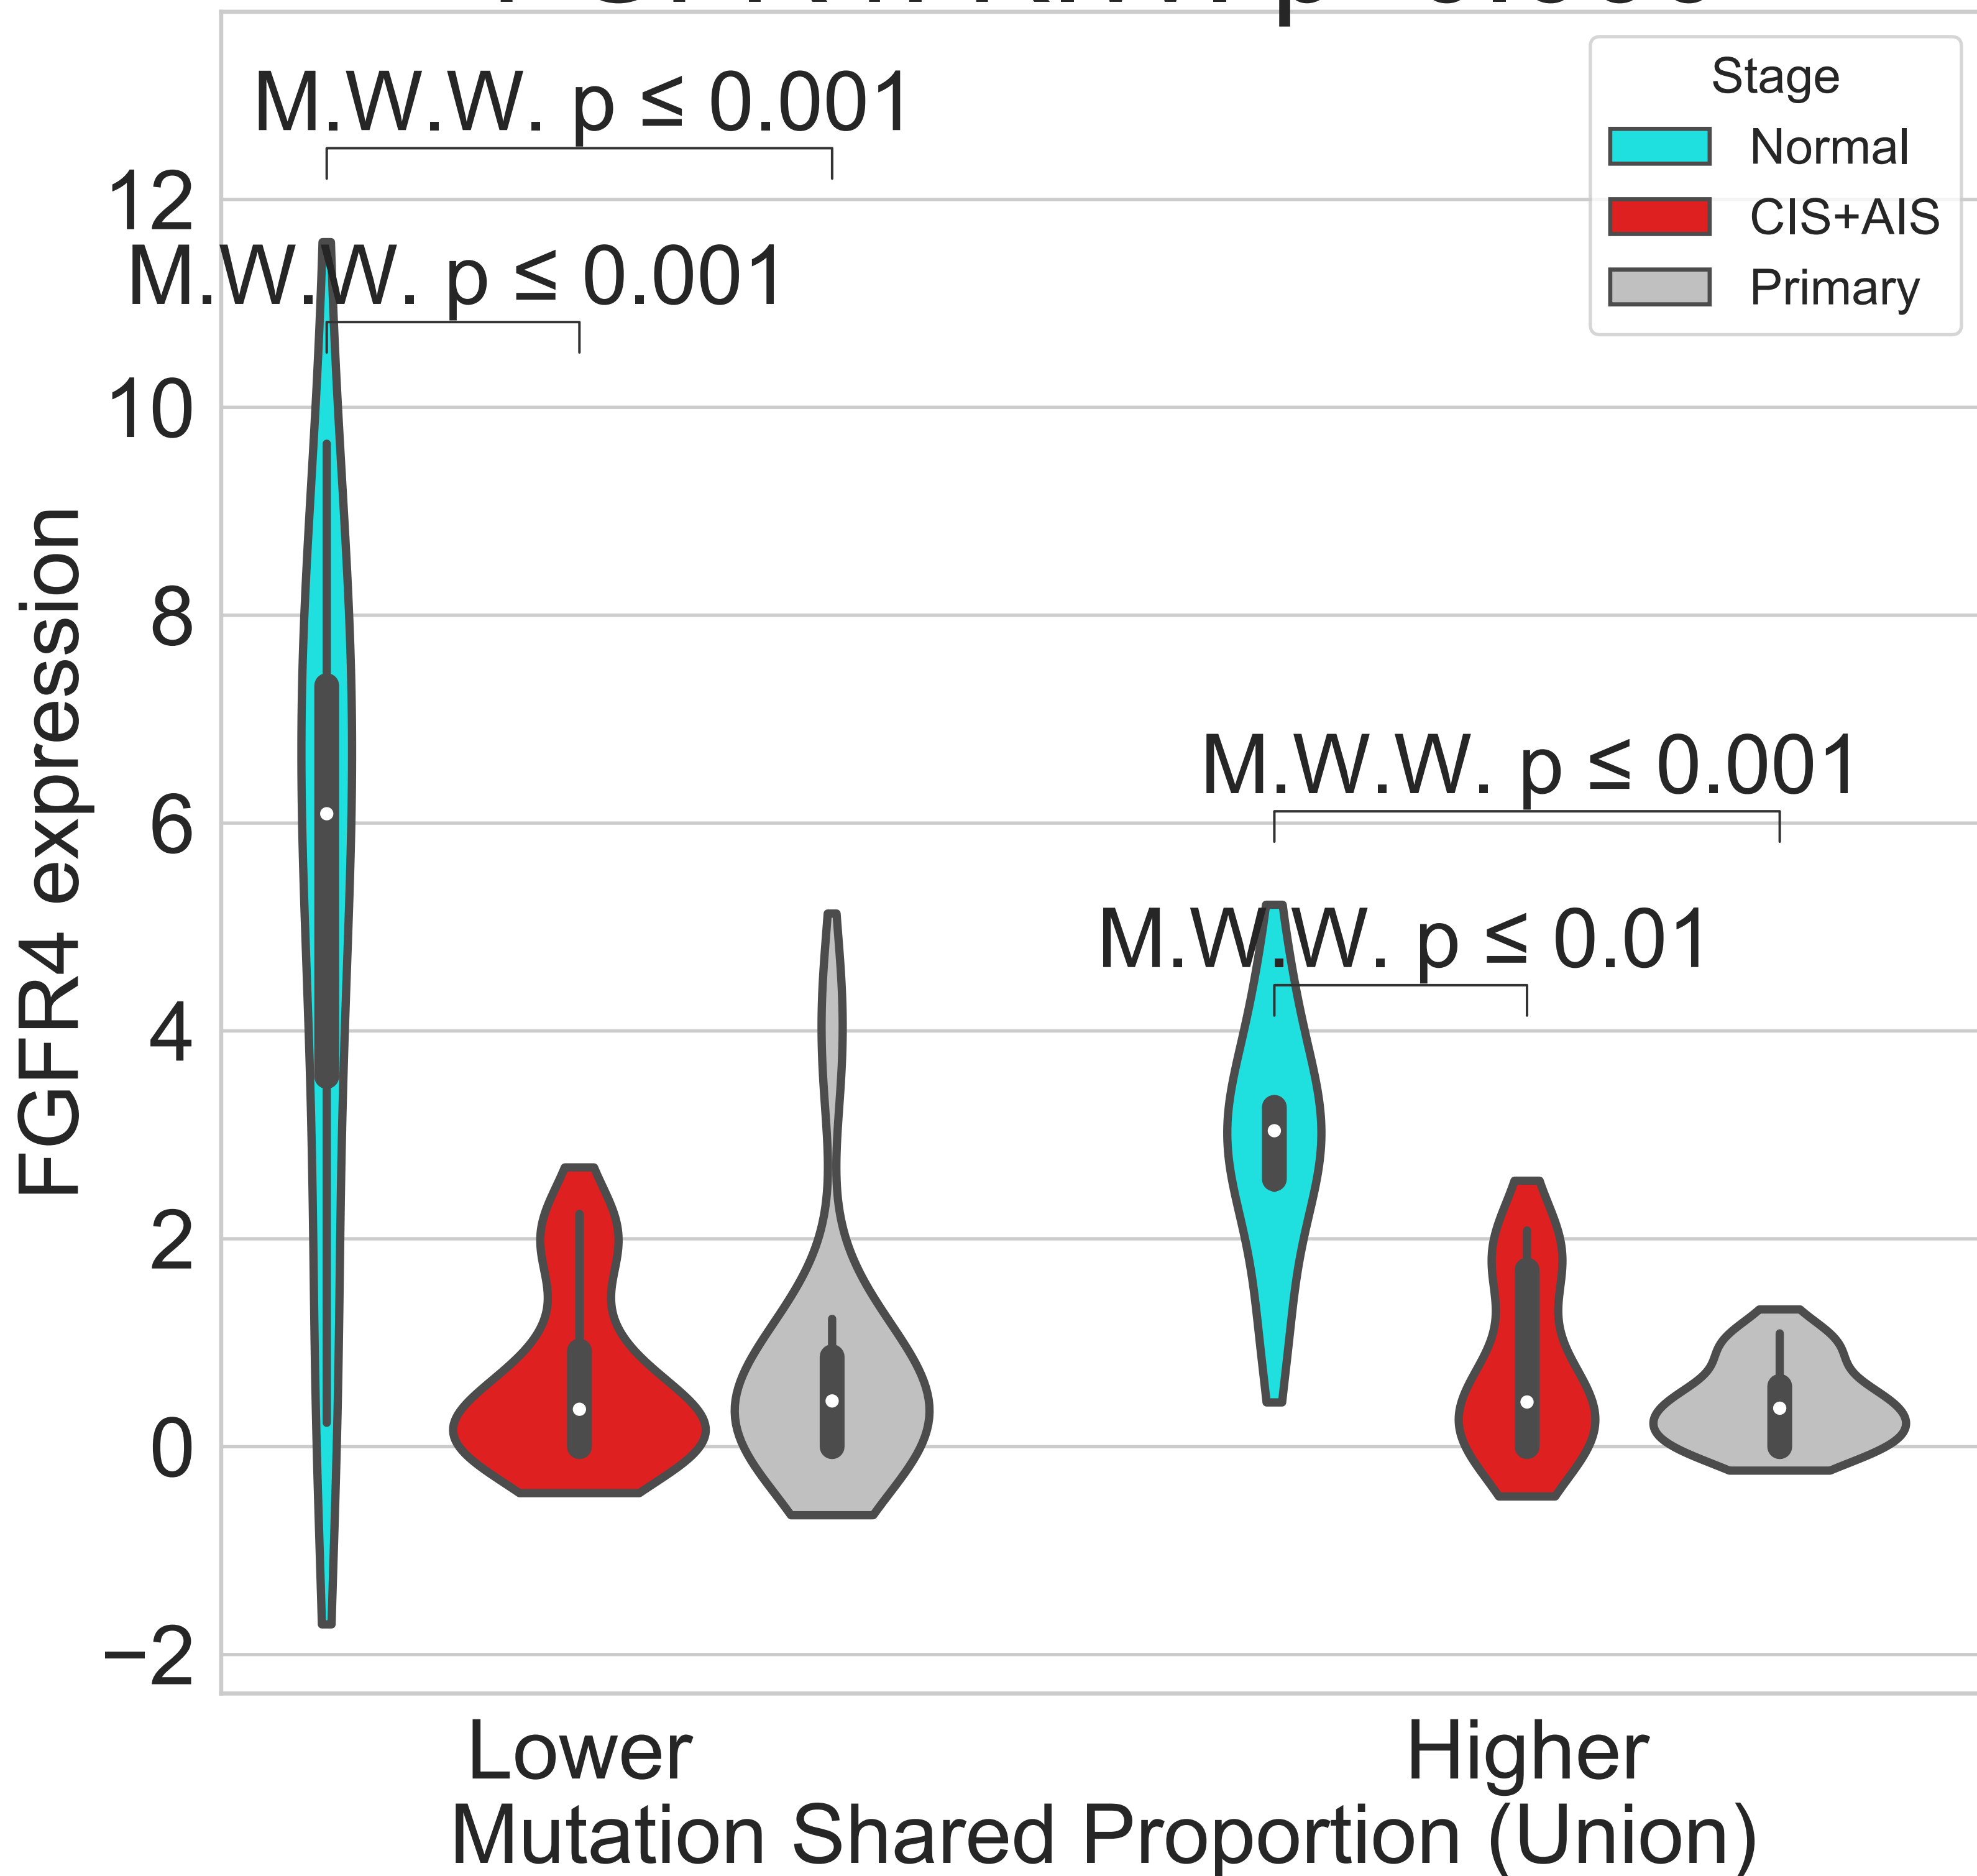 M.W.W. p ≤ 0.001
Stage
Normal
CIS+AIS
Primary
12
M.W.W. p ≤ 0.001
10
8
M.W.W. p ≤ 0.001
6
M.W.W. p ≤ 0.01
4
2
0
−2
FGFR4 expression
Lower
Higher
Mutation Shared Proportion (Union)